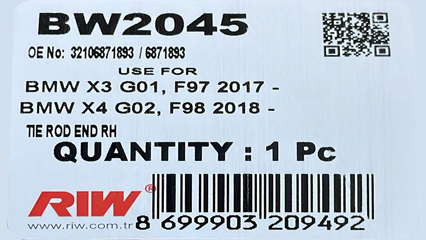 BW2045
OE No: 32106871893 / 6871893
USE FOR
BMW X3 G01, F97 2017 -
BMW X4 G02, F98 2018 -
TIE ROD END RH
QUANTITY : 1 Pc
RIW®
www.riw.com.tr
8 699903 209492